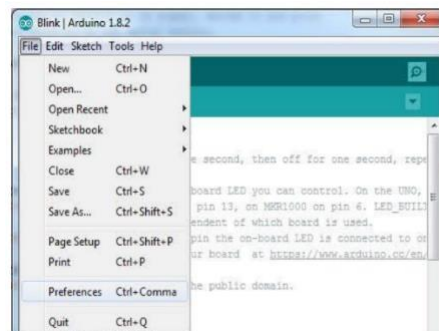 Blink | Arduino 1.8.2
File Edit Sketch Tools Help
New Ctrl+N
Open... Ctrl+O
Open Recent
Sketchbook
Examples
Close Ctrl+W
Save Ctrl+S
Save As... Ctrl+Shift+S
Page Setup Ctrl+Shift+P
Print Ctrl+P
Preferences Ctrl+Comma
Quit Ctrl+Q
e second, then off for one second, repe
board LED you can control. On the UNO,
pin 13, on MKR1000 on pin 6. LED_BUILT
endent of which board is used.
pin the on-board LED is connected to on
ur board at https://www.arduino.cc/en/
he public domain.